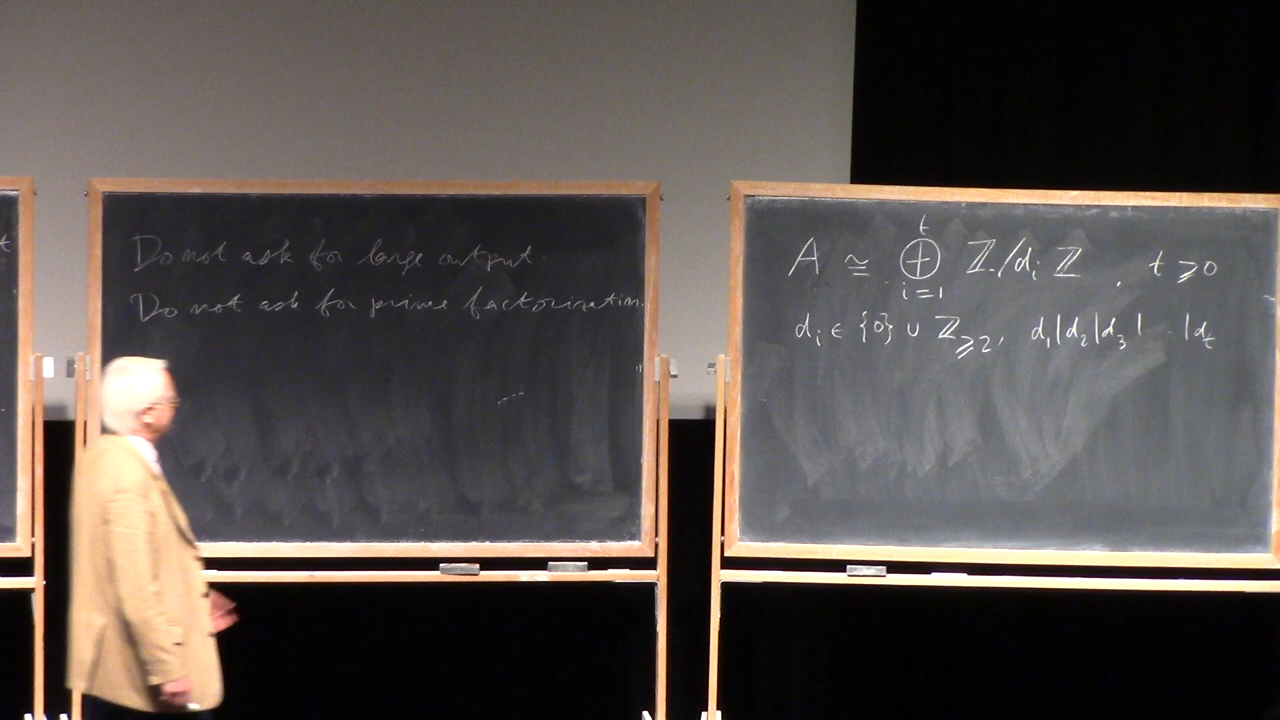 t
Do not ask for large output.
Do not ask for prime factorization.
A ≅ ⊕_{i=1}^{t} ℤ/d_i ℤ , t ⩾ 0
d_i ∈ {0} ∪ ℤ_{⩾2}, d_1|d_2|d_3| . |d_t